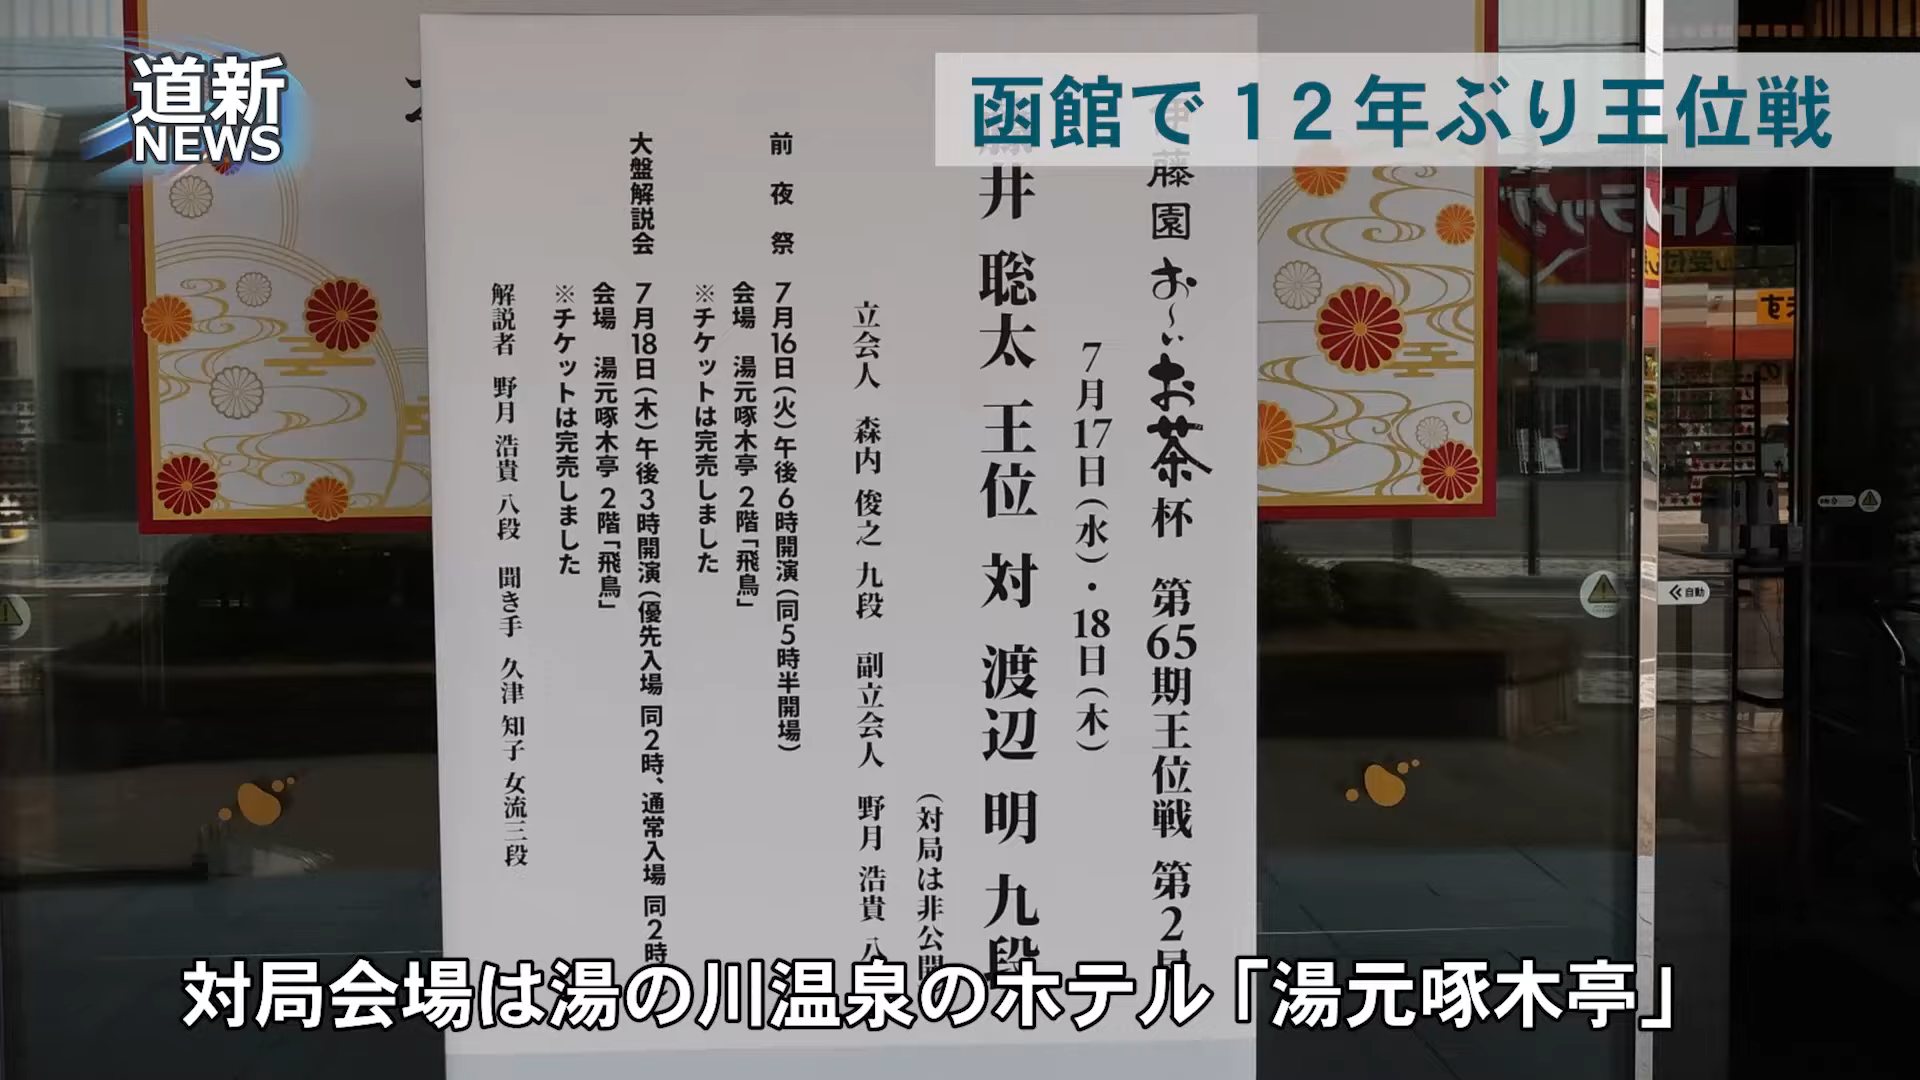 道新
NEWS
函館で12年ぶり王位戦
藤園 お〜いお茶杯 第65期王位戦 第2局
7月17日(水)・18日(木)
藤井 聡太 王位 対 渡辺 明 九段
(対局は非公開
立会人 森内 俊之 九段 副立会人 野月 浩貴 八
前夜祭 7月16日(火)午後6時開演(同5時半開場)
会場 湯元啄木亭 2階「飛鳥」
※チケットは完売しました
大盤解説会 7月18日(木)午後3時開演(優先入場 同2時、通常入場 同2時
会場 湯元啄木亭 2階「飛鳥」
※チケットは完売しました
解説者 野月 浩貴 八段 聞き手 久津 知子 女流三段
自動
対局会場は湯の川温泉のホテル「湯元啄木亭」